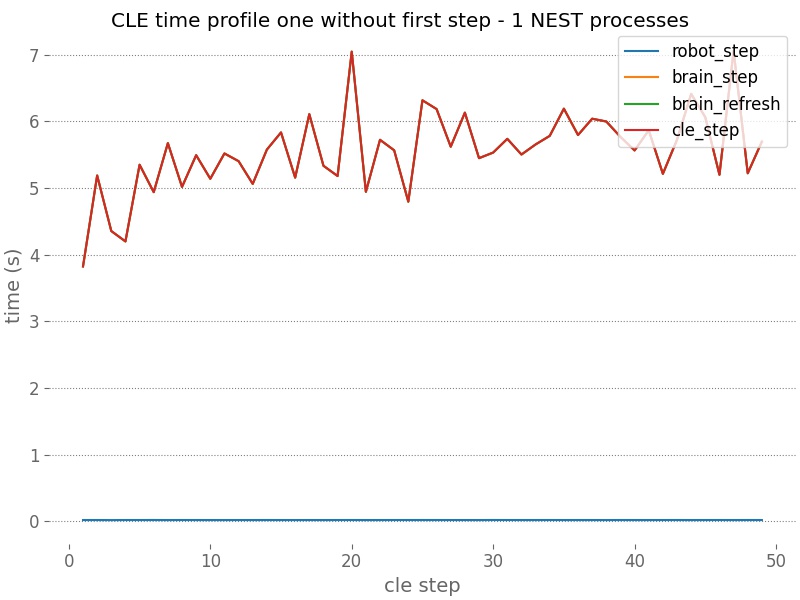 CLE time profile one without first step - 1 NEST processes
robot_step
brain_step
brain_refresh
cle_step
time (s)
7
6
5
4
3
2
1
0
0 10 20 30 40 50
cle step